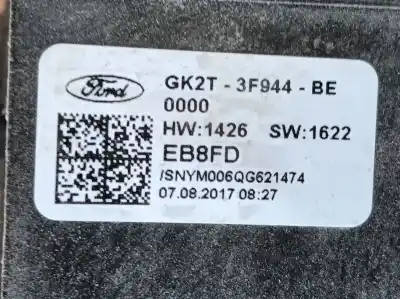 Ford
GK2T - 3F944 - BE
0000
HW:1426 SW:1622
EB8FD
/SNYM006QG621474
07.08.2017 08:27